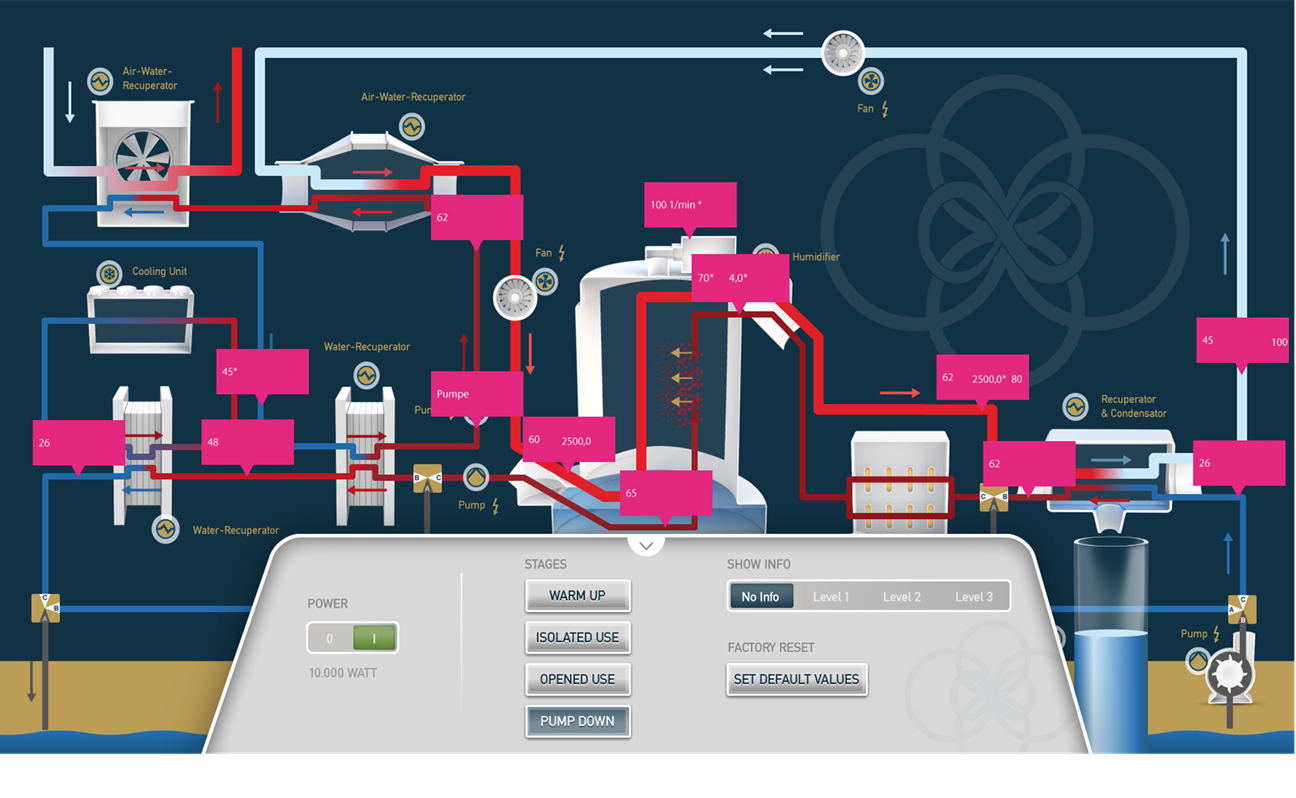 Air-Water-
Recuperator
Air-Water-Recuperator
Fan
100 1/min *
62
70° 4,0°
Humidifier
Fan
Cooling Unit
45 100
Water-Recuperator
45°
Pumpe
62 2500,0° 80
Recuperator
& Condensator
26
48
60 2500,0
62
26
65
B C
A
Pump
C B
A
Water-Recuperator
STAGES
SHOW INFO
WARM UP
No Info Level 1 Level 2 Level 3
POWER
0 I
ISOLATED USE
10.000 WATT
FACTORY RESET
OPENED USE
SET DEFAULT VALUES
PUMP DOWN
C
B
A
C
A
B
Pump